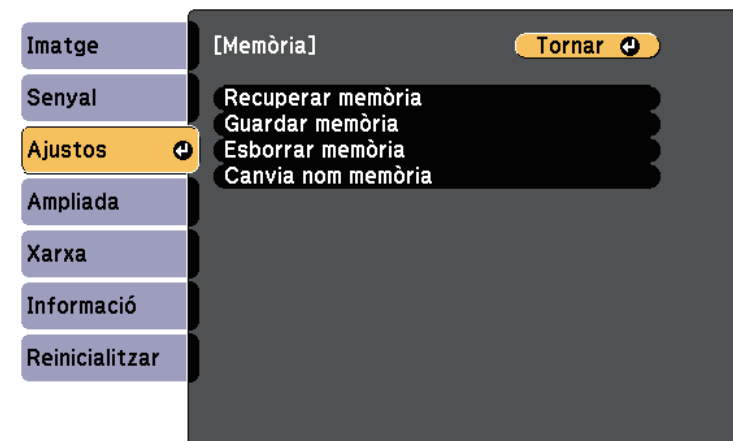 Imatge
Senyal
Ajustos
Ampliada
Xarxa
Informació
Reinicialitzar
[Memòria]
Tornar
Recuperar memòria
Guardar memòria
Esborrar memòria
Canvia nom memòria